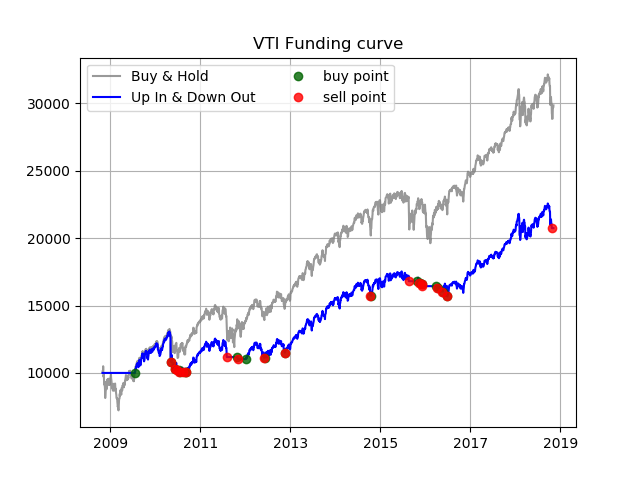 VTI Funding curve
Buy & Hold
Up In & Down Out
buy point
sell point
30000
25000
20000
15000
10000
2009 2011 2013 2015 2017 2019